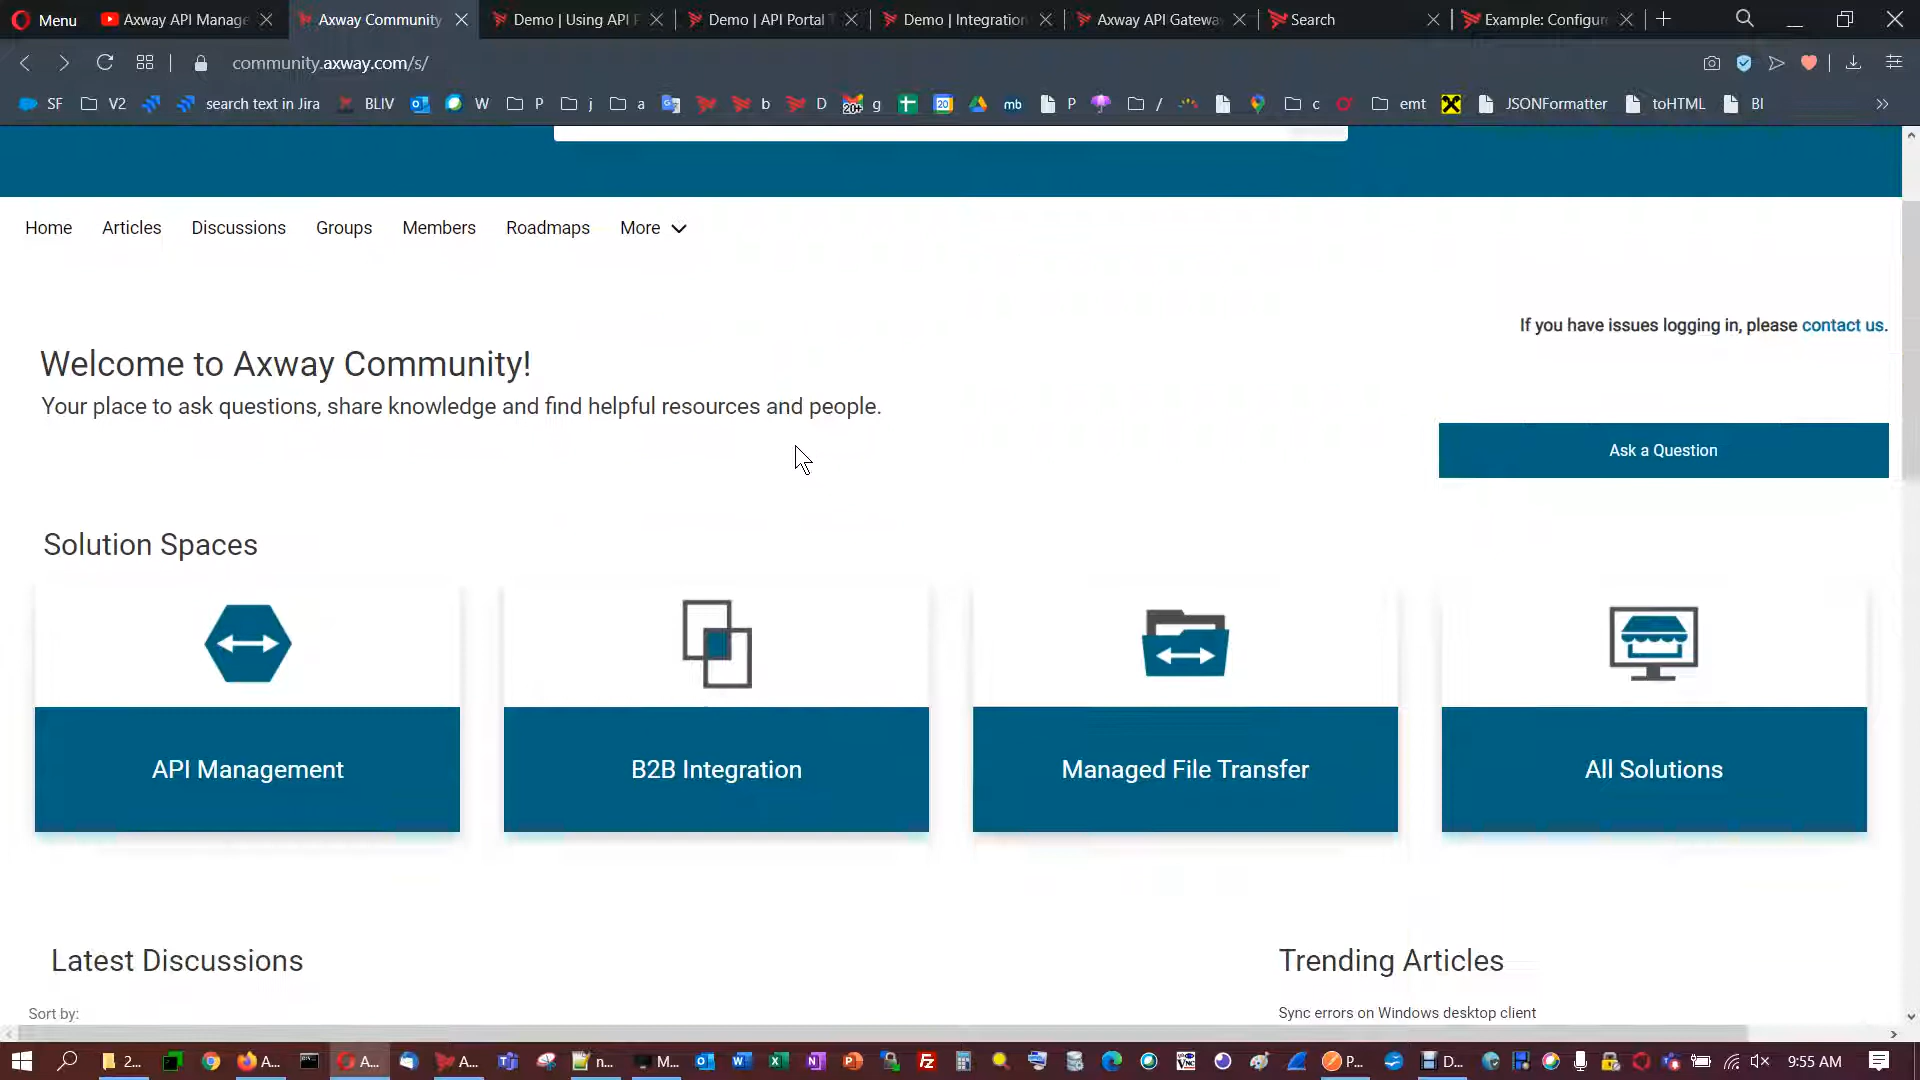 Menu
Axway API Manage
Axway Community
Demo | Using API P
Demo | API Portal T
Demo | Integration
Axway API Gatewa
Search
Example: Configur
community.axway.com/s/
SF
V2
search text in Jira
BLIV
W
P
j
a
b
D
20+
g
20
mb
P
/
c
emt
JSONFormatter
toHTML
BI
Home
Articles
Discussions
Groups
Members
Roadmaps
More
If you have issues logging in, please contact us.
Welcome to Axway Community!
Your place to ask questions, share knowledge and find helpful resources and people.
Ask a Question
Solution Spaces
API Management
B2B Integration
Managed File Transfer
All Solutions
Latest Discussions
Trending Articles
Sort by:
Sync errors on Windows desktop client
2...
A...
A...
A...
n...
M...
P...
D...
9:55 AM